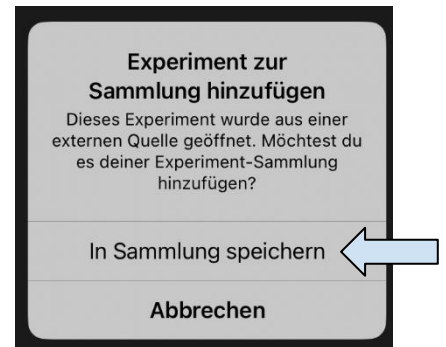 Experiment zur
Sammlung hinzufügen
Dieses Experiment wurde aus einer
externen Quelle geöffnet. Möchtest du
es deiner Experiment-Sammlung
hinzufügen?
In Sammlung speichern
Abbrechen